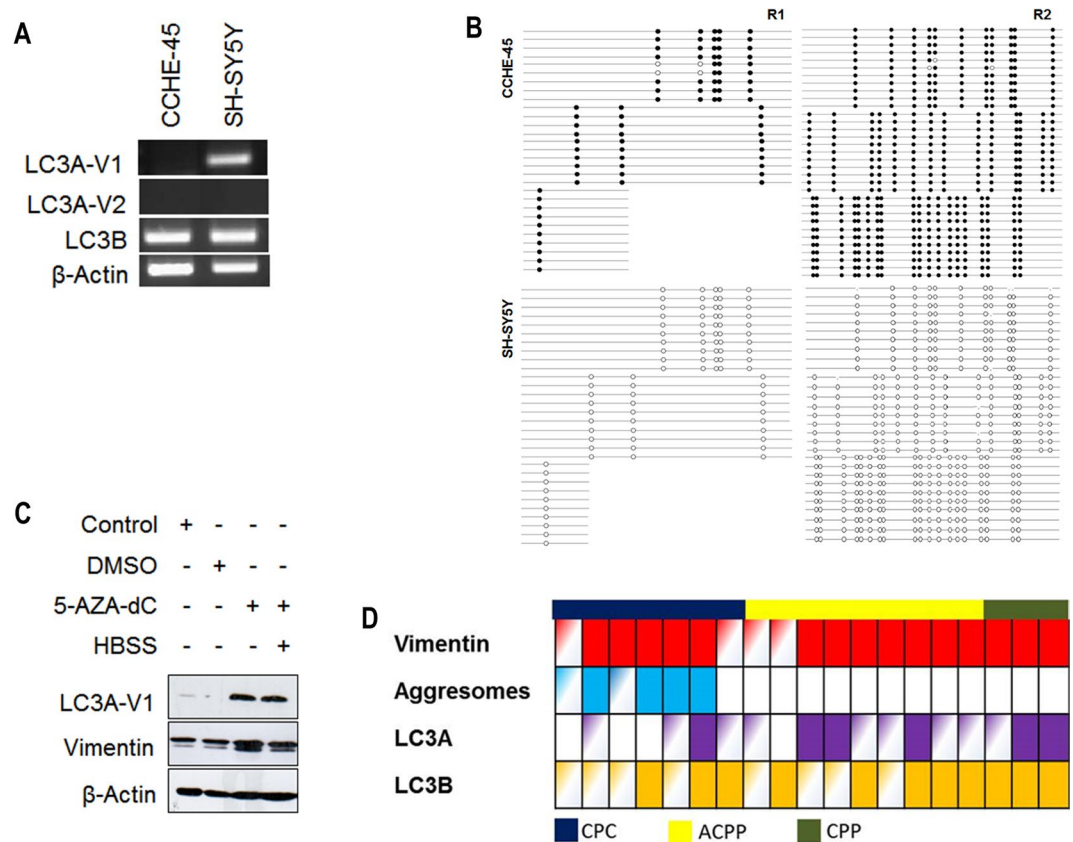 A
CCHE-45
SH-SY5Y
LC3A-V1
LC3A-V2
LC3B
β-Actin
B
R1
R2
CCHE-45
SH-SY5Y
C
Control + - - -
DMSO - + - -
5-AZA-dC - - + +
HBSS - - - +
LC3A-V1
Vimentin
β-Actin
D
Vimentin
Aggresomes
LC3A
LC3B
CPC
ACPP
CPP